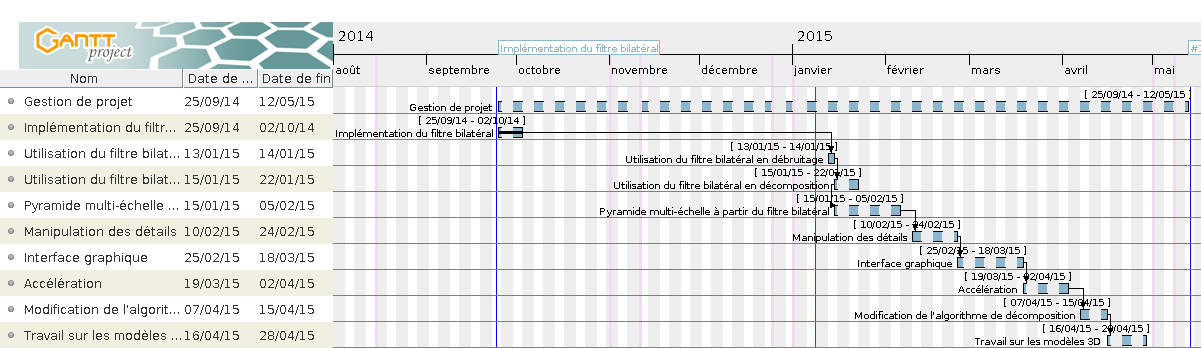 GANTT
project
2014
2015
Implémentation du filtre bilatéral
#1
Nom
Date de ...
Date de fin
août
septembre
octobre
novembre
décembre
janvier
février
mars
avril
mai
Gestion de projet 25/09/14 12/05/15
[ 25/09/14 - 12/05/15 ]
Gestion de projet
Implémentation du filtr... 25/09/14 02/10/14
[ 25/09/14 - 02/10/14 ]
Implémentation du filtre bilatéral
Utilisation du filtre bilat... 13/01/15 14/01/15
[ 13/01/15 - 14/01/15 ]
Utilisation du filtre bilatéral en débruitage
Utilisation du filtre bilat... 15/01/15 22/01/15
[ 15/01/15 - 22/01/15 ]
Utilisation du filtre bilatéral en décomposition
Pyramide multi-échelle ... 15/01/15 05/02/15
[ 15/01/15 - 05/02/15 ]
Pyramide multi-échelle à partir du filtre bilatéral
Manipulation des détails 10/02/15 24/02/15
[ 10/02/15 - 24/02/15 ]
Manipulation des détails
Interface graphique 25/02/15 18/03/15
[ 25/02/15 - 18/03/15 ]
Interface graphique
Accélération 19/03/15 02/04/15
[ 19/03/15 - 02/04/15 ]
Accélération
Modification de l'algorit... 07/04/15 15/04/15
[ 07/04/15 - 15/04/15 ]
Modification de l'algorithme de décomposition
Travail sur les modèles ... 16/04/15 28/04/15
[ 16/04/15 - 28/04/15 ]
Travail sur les modèles 3D